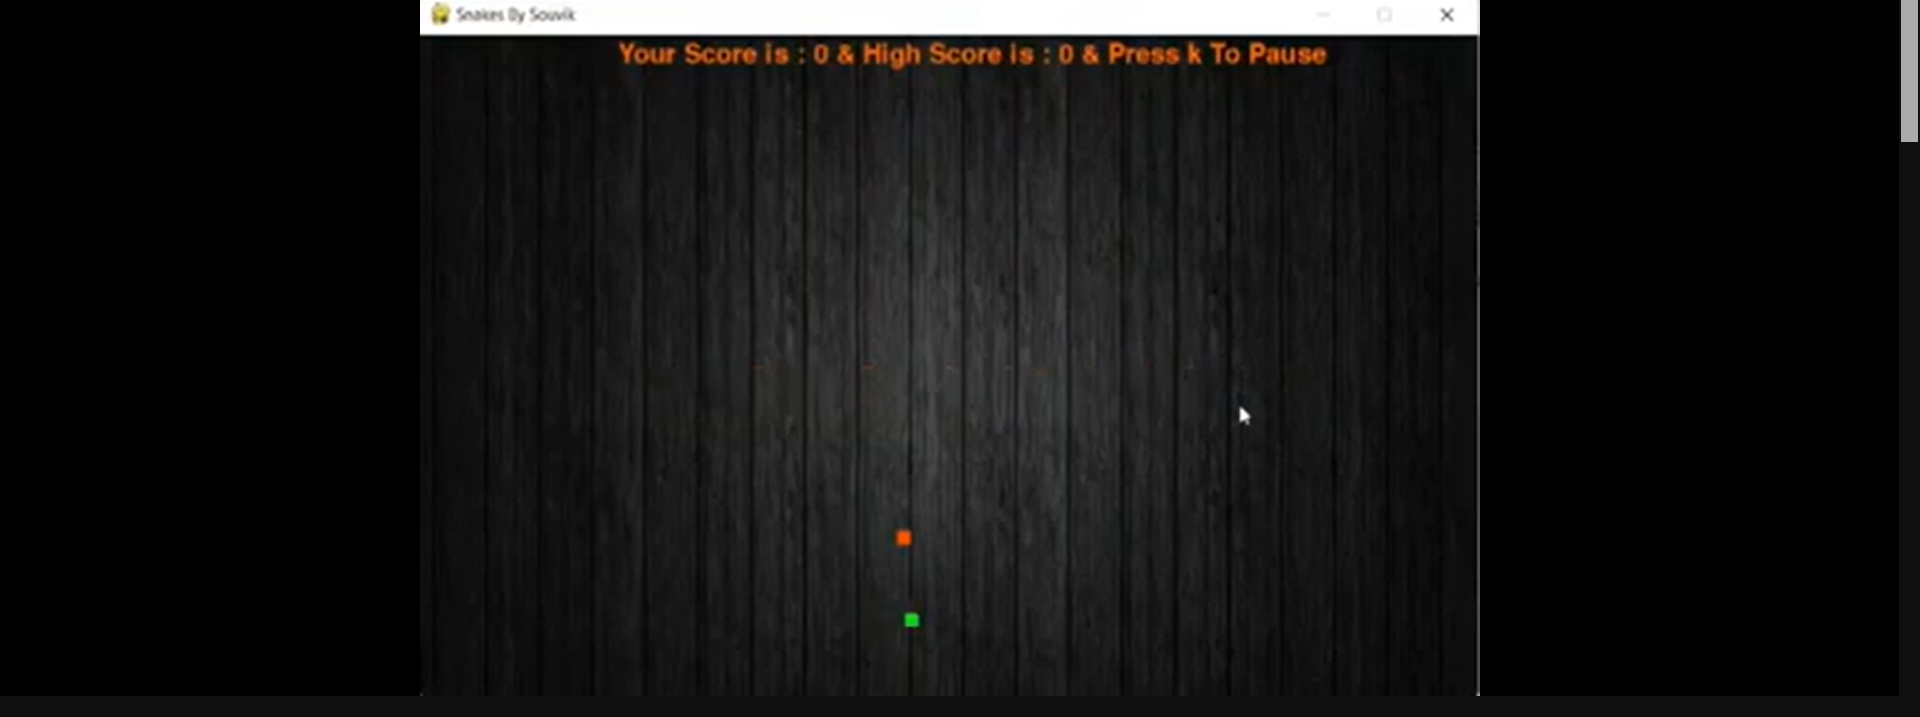 Snakes By Souvik
Your Score is : 0 & High Score is : 0 & Press k To Pause